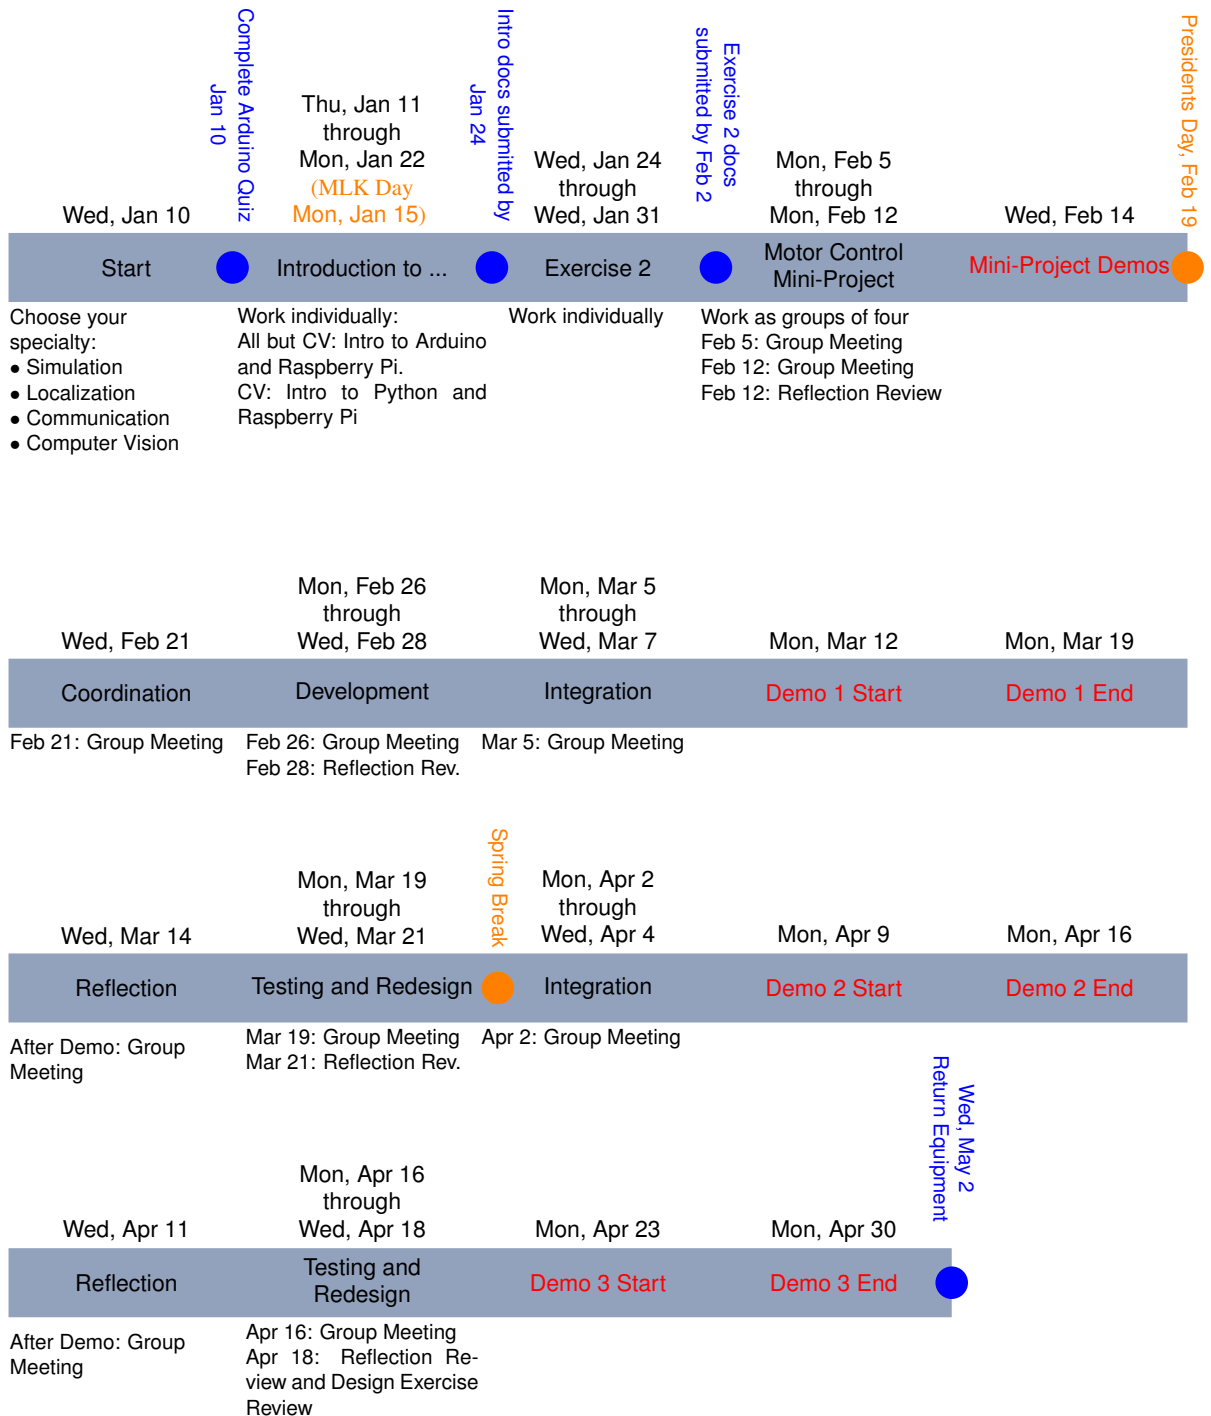 Complete Arduino Quiz
Jan 10
Intro docs submitted by
Jan 24
Exercise 2 docs
submitted by Feb 2
Presidents Day, Feb 19
Wed, Jan 10
Thu, Jan 11
through
Mon, Jan 22
(MLK Day
Mon, Jan 15)
Wed, Jan 24
through
Wed, Jan 31
Mon, Feb 5
through
Mon, Feb 12
Wed, Feb 14
Start
Introduction to ...
Exercise 2
Motor Control
Mini-Project
Mini-Project Demos
Choose your
specialty:
• Simulation
• Localization
• Communication
• Computer Vision
Work individually:
All but CV: Intro to Arduino
and Raspberry Pi.
CV: Intro to Python and
Raspberry Pi
Work individually
Work as groups of four
Feb 5: Group Meeting
Feb 12: Group Meeting
Feb 12: Reflection Review
Wed, Feb 21
Mon, Feb 26
through
Wed, Feb 28
Mon, Mar 5
through
Wed, Mar 7
Mon, Mar 12
Mon, Mar 19
Coordination
Development
Integration
Demo 1 Start
Demo 1 End
Feb 21: Group Meeting
Feb 26: Group Meeting
Feb 28: Reflection Rev.
Mar 5: Group Meeting
Wed, Mar 14
Mon, Mar 19
through
Wed, Mar 21
Spring Break
Mon, Apr 2
through
Wed, Apr 4
Mon, Apr 9
Mon, Apr 16
Reflection
Testing and Redesign
Integration
Demo 2 Start
Demo 2 End
After Demo: Group
Meeting
Mar 19: Group Meeting
Mar 21: Reflection Rev.
Apr 2: Group Meeting
Wed, Apr 11
Mon, Apr 16
through
Wed, Apr 18
Mon, Apr 23
Mon, Apr 30
Wed, May 2
Return Equipment
Reflection
Testing and
Redesign
Demo 3 Start
Demo 3 End
After Demo: Group
Meeting
Apr 16: Group Meeting
Apr 18: Reflection Re-
view and Design Exercise
Review